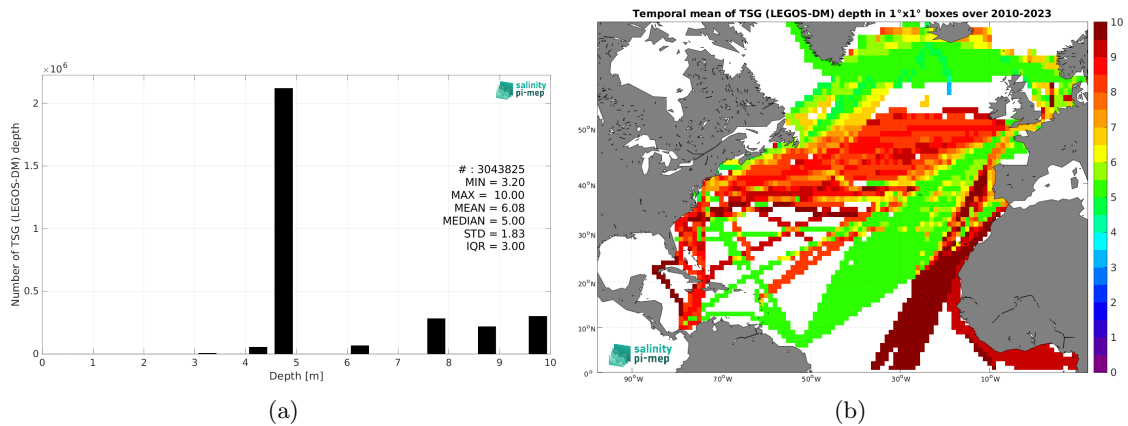 ×10⁶
2
1.5
1
0.5
0
Number of TSG (LEGOS-DM) depth
salinity
pi-mep
# : 3043825
MIN = 3.20
MAX = 10.00
MEAN = 6.08
MEDIAN = 5.00
STD = 1.83
IQR = 3.00
0 1 2 3 4 5 6 7 8 9 10
Depth [m]
(a)
Temporal mean of TSG (LEGOS-DM) depth in 1°x1° boxes over 2010-2023
50°N
40°N
30°N
20°N
10°N
0°
90°W 70°W 50°W 30°W 10°W
salinity
pi-mep
10
9
8
7
6
5
4
3
2
1
0
(b)